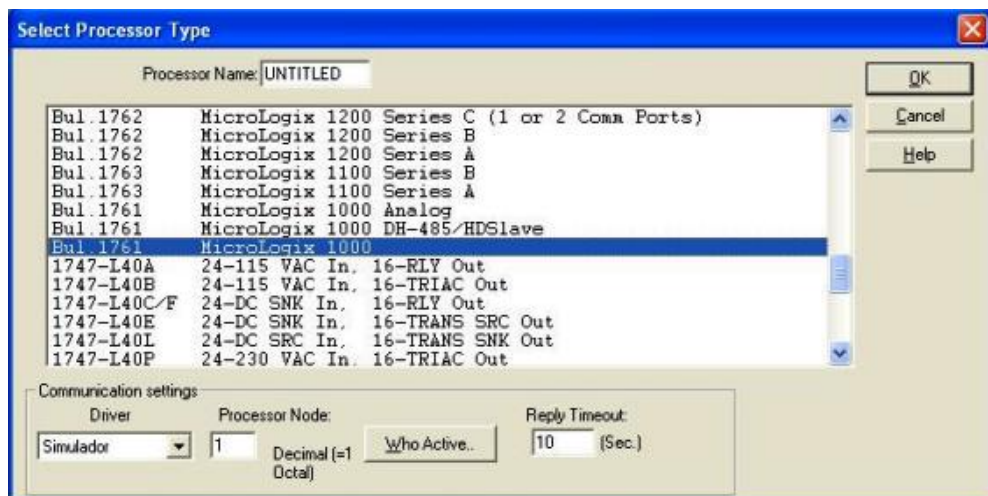 Select Processor Type
Processor Name: UNTITLED
OK
Cancel
Help
Bul.1762 MicroLogix 1200 Series C (1 or 2 Comm Ports)
Bul.1762 MicroLogix 1200 Series B
Bul.1762 MicroLogix 1200 Series A
Bul.1763 MicroLogix 1100 Series B
Bul.1763 MicroLogix 1100 Series A
Bul.1761 MicroLogix 1000 Analog
Bul.1761 MicroLogix 1000 DH-485/HDSlave
Bul.1761 MicroLogix 1000
1747-L40A 24-115 VAC In, 16-RLY Out
1747-L40B 24-115 VAC In, 16-TRIAC Out
1747-L40C/F 24-DC SNK In, 16-RLY Out
1747-L40E 24-DC SNK In, 16-TRANS SRC Out
1747-L40L 24-DC SRC In, 16-TRANS SNK Out
1747-L40P 24-230 VAC In, 16-TRIAC Out
Communication settings
Driver Processor Node: Reply Timeout:
Simulador 1 Decimal (=1 Octal) Who Active.. 10 (Sec.)